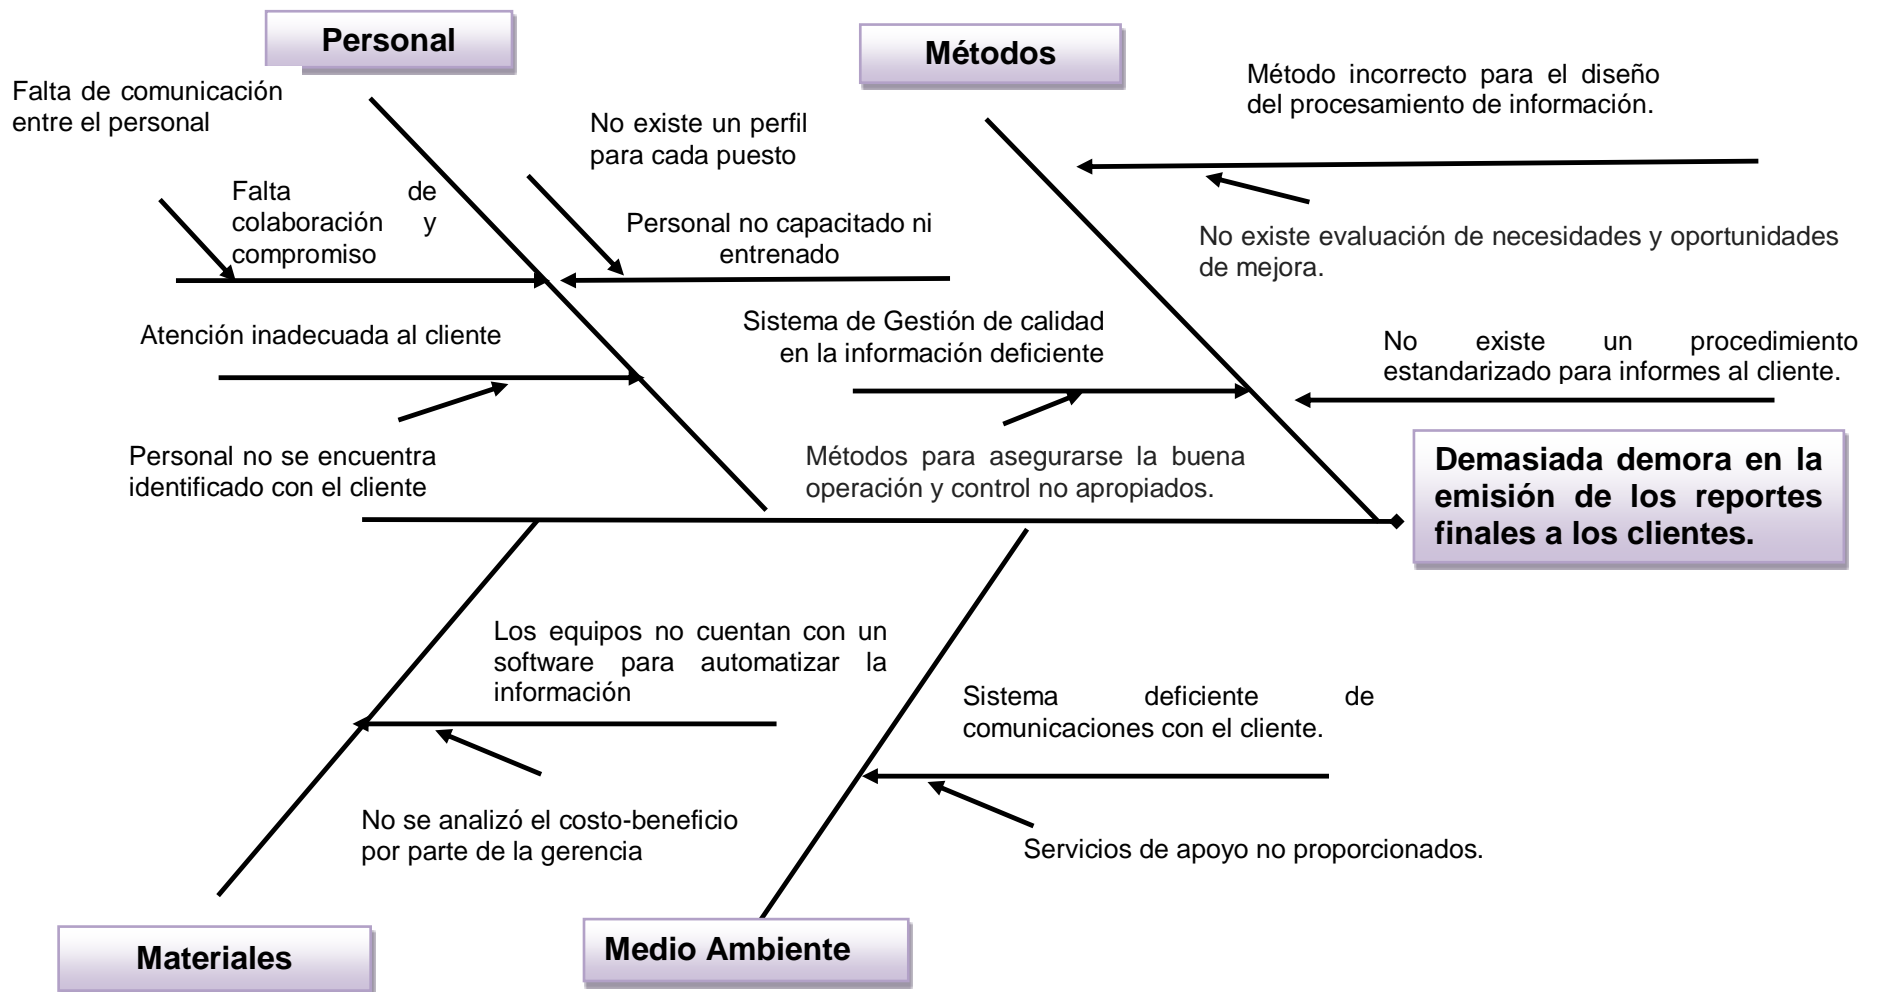 Personal
Métodos
Falta de comunicación
entre el personal
No existe un perfil
para cada puesto
Método incorrecto para el diseño
del procesamiento de información.
Falta de
colaboración y
compromiso
Personal no capacitado ni
entrenado
No existe evaluación de necesidades y oportunidades
de mejora.
Atención inadecuada al cliente
Sistema de Gestión de calidad
en la información deficiente
No existe un procedimiento
estandarizado para informes al cliente.
Personal no se encuentra
identificado con el cliente
Métodos para asegurarse la buena
operación y control no apropiados.
Demasiada demora en la
emisión de los reportes
finales a los clientes.
Los equipos no cuentan con un
software para automatizar la
información
Sistema deficiente de
comunicaciones con el cliente.
No se analizó el costo-beneficio
por parte de la gerencia
Servicios de apoyo no proporcionados.
Materiales
Medio Ambiente